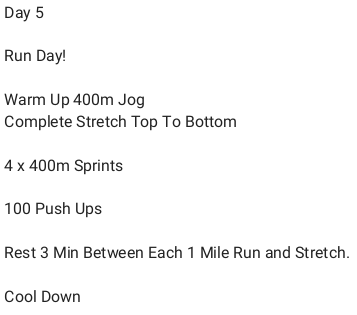 Day 5
Run Day!
Warm Up 400m Jog
Complete Stretch Top To Bottom
4 x 400m Sprints
100 Push Ups
Rest 3 Min Between Each 1 Mile Run and Stretch.
Cool Down